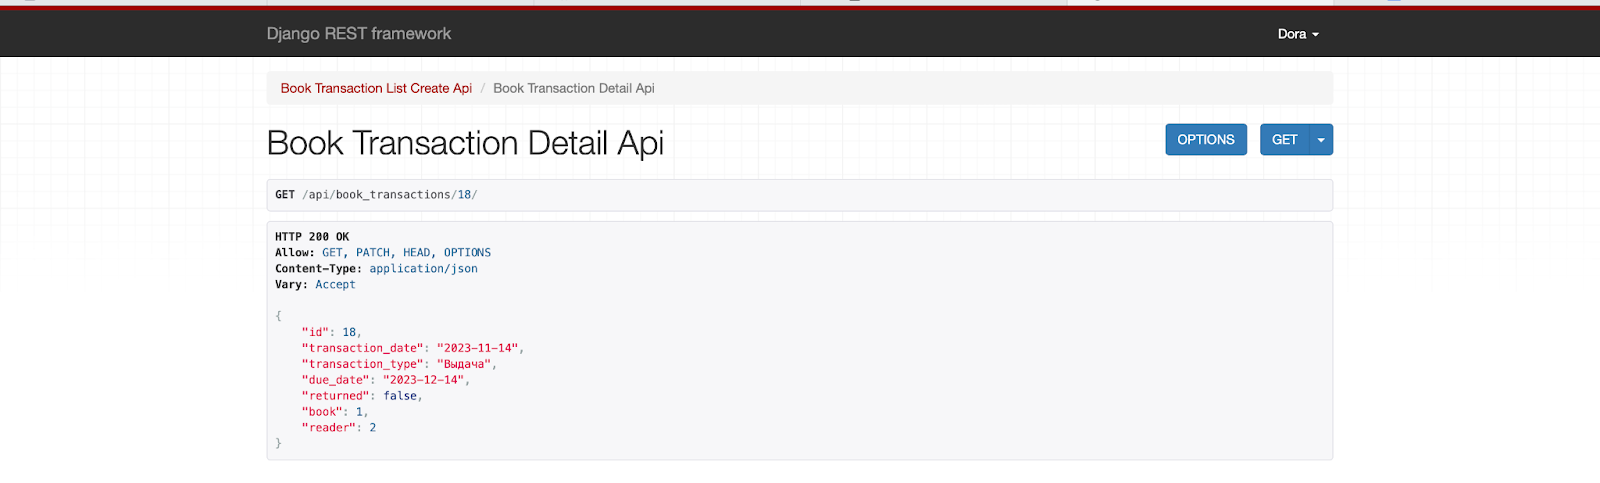 Django REST framework
Dora
Book Transaction List Create Api / Book Transaction Detail Api
Book Transaction Detail Api
OPTIONS
GET
GET /api/book_transactions/18/
HTTP 200 OK
Allow: GET, PATCH, HEAD, OPTIONS
Content-Type: application/json
Vary: Accept
{
"id": 18,
"transaction_date": "2023-11-14",
"transaction_type": "Выдача",
"due_date": "2023-12-14",
"returned": false,
"book": 1,
"reader": 2
}